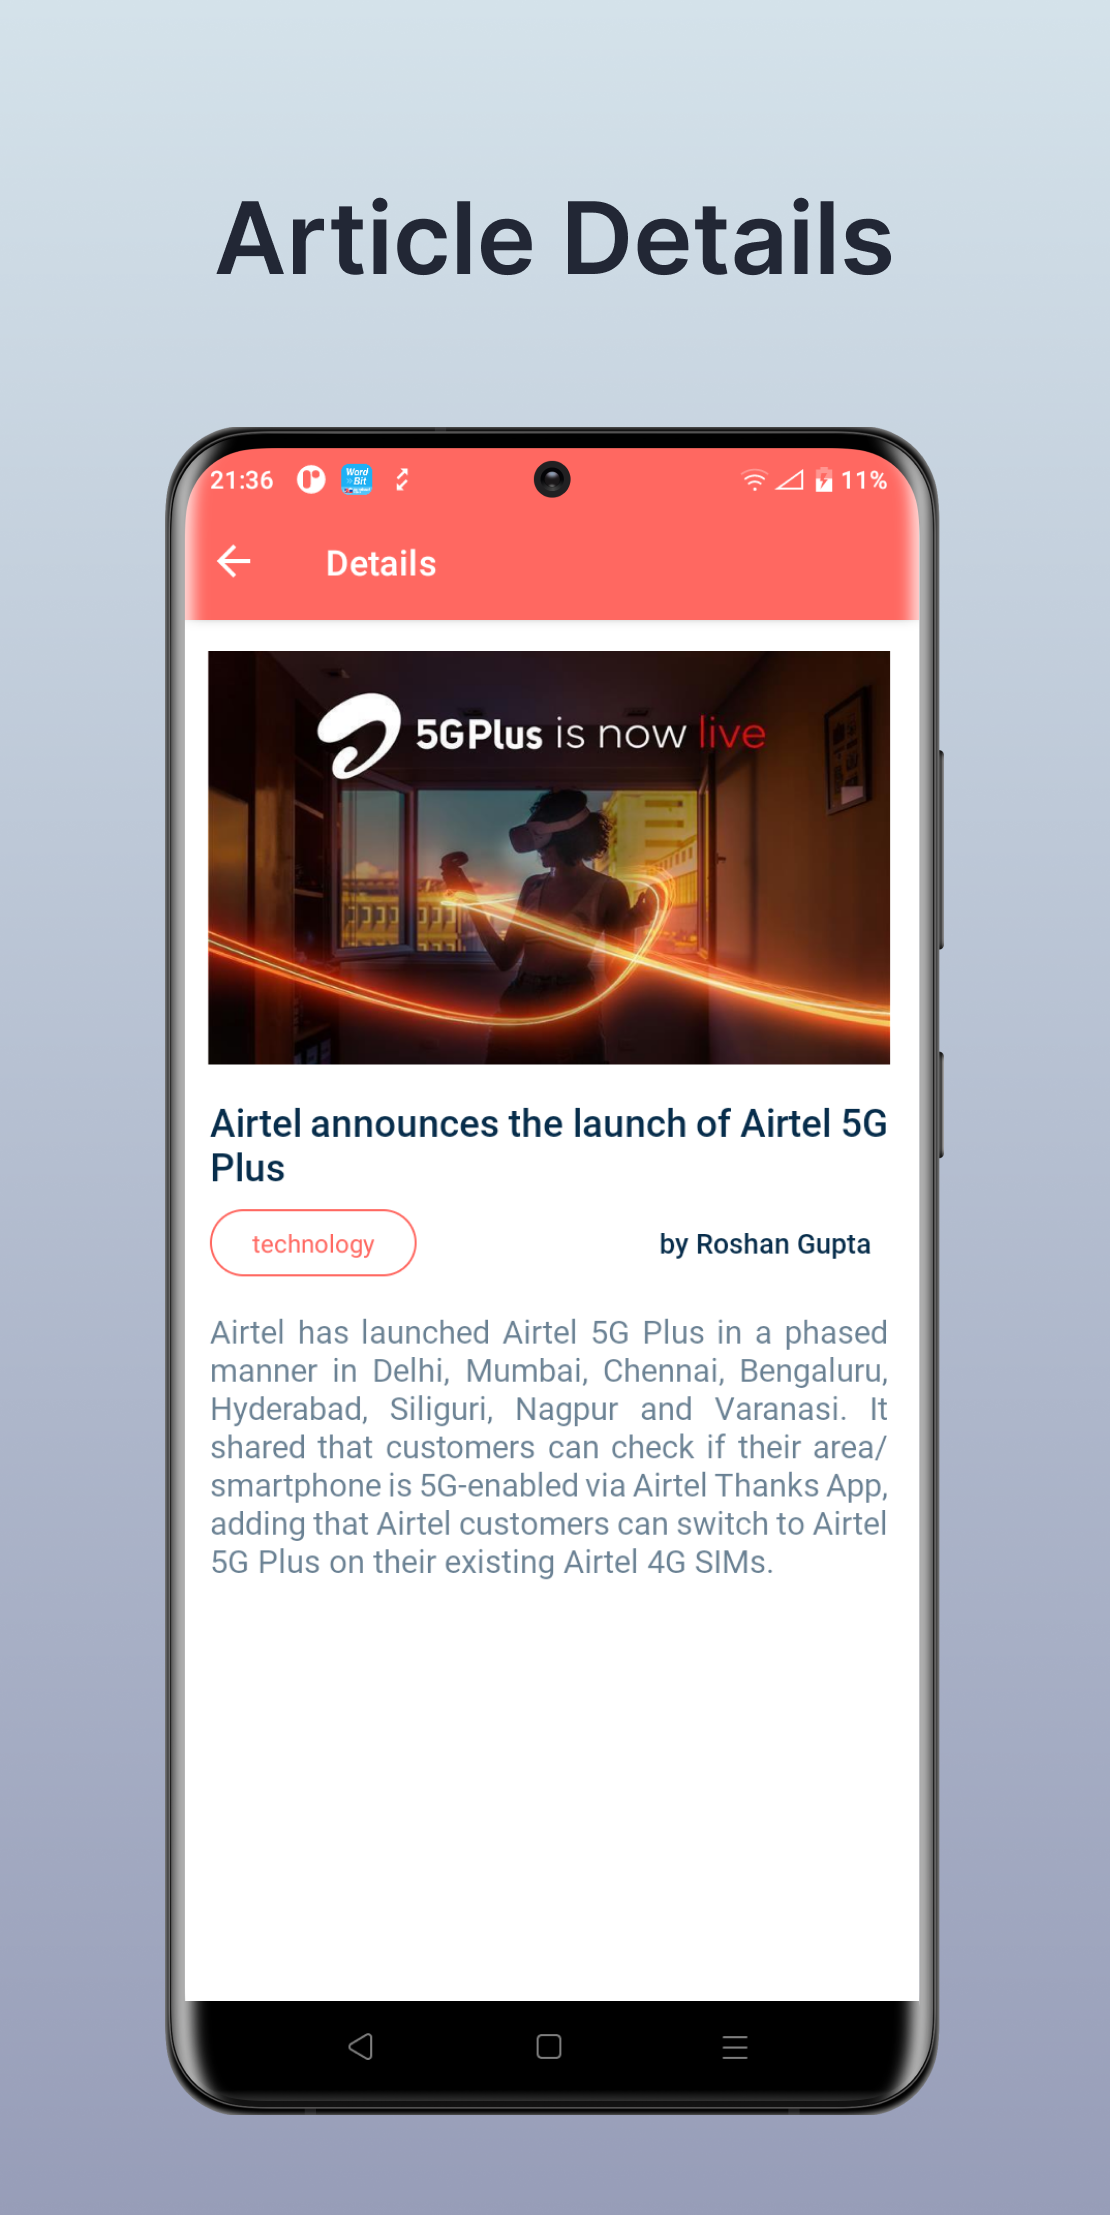 Article Details
21:36
Word
Bit
11%
Details
5G Plus is now live
Airtel announces the launch of Airtel 5G
Plus
technology
by Roshan Gupta
Airtel has launched Airtel 5G Plus in a phased
manner in Delhi, Mumbai, Chennai, Bengaluru,
Hyderabad, Siliguri, Nagpur and Varanasi. It
shared that customers can check if their area/
smartphone is 5G-enabled via Airtel Thanks App,
adding that Airtel customers can switch to Airtel
5G Plus on their existing Airtel 4G SIMs.